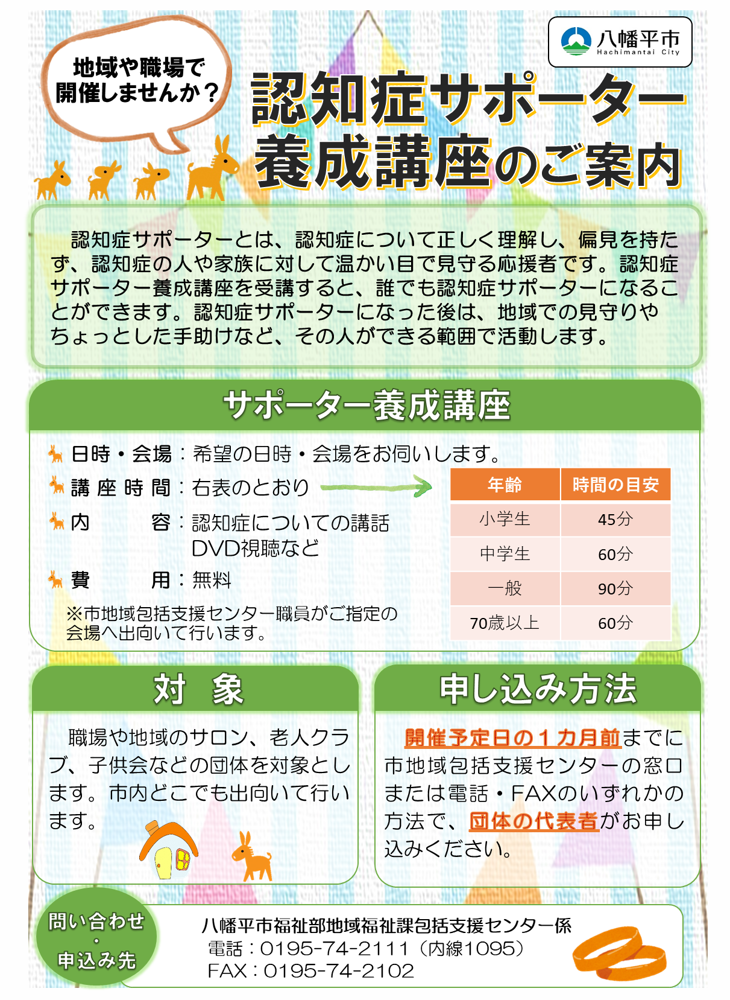 地域や職場で
開催しませんか？
八幡平市
Hachimantai City
認知症サポーター
養成講座のご案内
認知症サポーターとは、認知症について正しく理解し、偏見を持た
ず、認知症の人や家族に対して温かい目で見守る応援者です。認知症
サポーター養成講座を受講すると、誰でも認知症サポーターになるこ
とができます。認知症サポーターになった後は、地域での見守りや
ちょっとした手助けなど、その人ができる範囲で活動します。
サポーター養成講座
日時・会場：希望の日時・会場をお伺いします。
講座時間：右表のとおり
内容：認知症についての講話
DVD視聴など
費用：無料
※市地域包括支援センター職員がご指定の
会場へ出向いて行います。
年齢 時間の目安
小学生 45分
中学生 60分
一般 90分
70歳以上 60分
対象
職場や地域のサロン、老人クラ
ブ、子供会などの団体を対象とし
ます。市内どこでも出向いて行い
ます。
申し込み方法
開催予定日の１カ月前までに
市地域包括支援センターの窓口
または電話・FAXのいずれかの
方法で、団体の代表者がお申し
込みください。
問い合わせ
・
申込み先
八幡平市福祉部地域福祉課包括支援センター係
電話：0195-74-2111（内線1095）
FAX：0195-74-2102